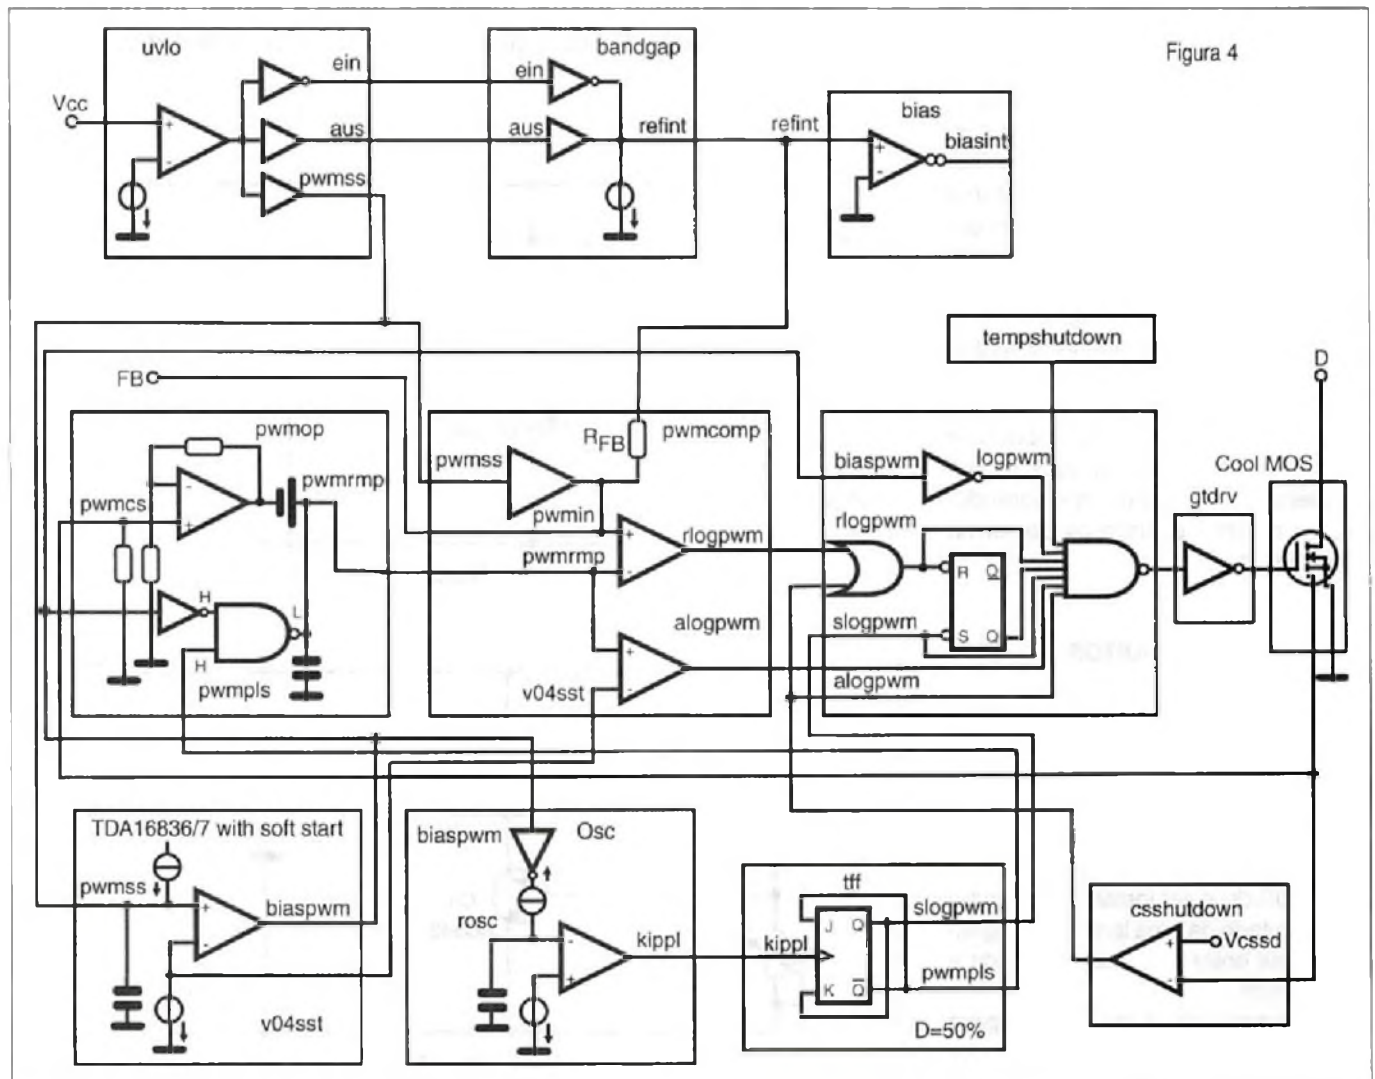 Figura 4
uvlo
ein
Vcc
+
-
aus
pwmss
bandgap
ein
aus
refint
refint
bias
+
-
biasint
tempshutdown
D
FB
pwmop
pwmrmp
pwmcs
-
+
H
L
H
pwmpls
RFB
pwmcomp
pwmss
pwmin
pwmrmp
+
-
rlogpwm
alogpwm
+
-
v04sst
biaspwm
logpwm
rlogpwm
R
Q
slogpwm
S
Q
alogpwm
gtdrv
Cool MOS
TDA16836/7 with soft start
pwmss
+
-
biaspwm
v04sst
biaspwm
Osc
rosc
-
+
kippl
tff
kippl
J
Q
K
Q
slogpwm
pwmpls
D=50%
csshutdown
+
Vcssd
-